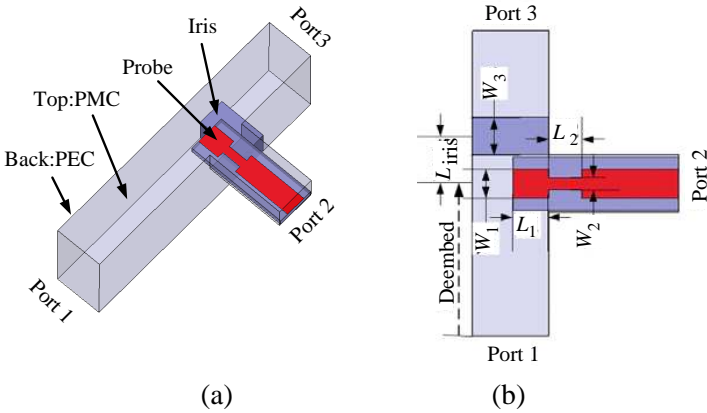 Iris
Port3
Probe
Top:PMC
Back:PEC
Port 2
Port 1
(a)
Port 3
W3
L2
Liris
Port 2
W1
L1
W2
Deembed
Port 1
(b)